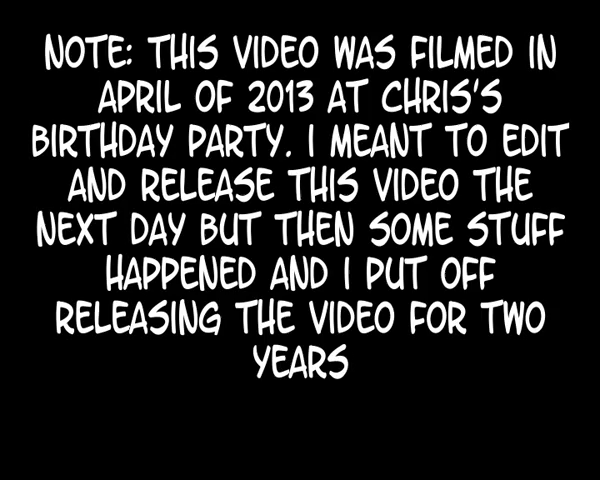 NOTE: THIS VIDEO WAS FILMED IN
APRIL OF 2013 AT CHRIS'S
BIRTHDAY PARTY. I MEANT TO EDIT
AND RELEASE THIS VIDEO THE
NEXT DAY BUT THEN SOME STUFF
HAPPENED AND I PUT OFF
RELEASING THE VIDEO FOR TWO
YEARS